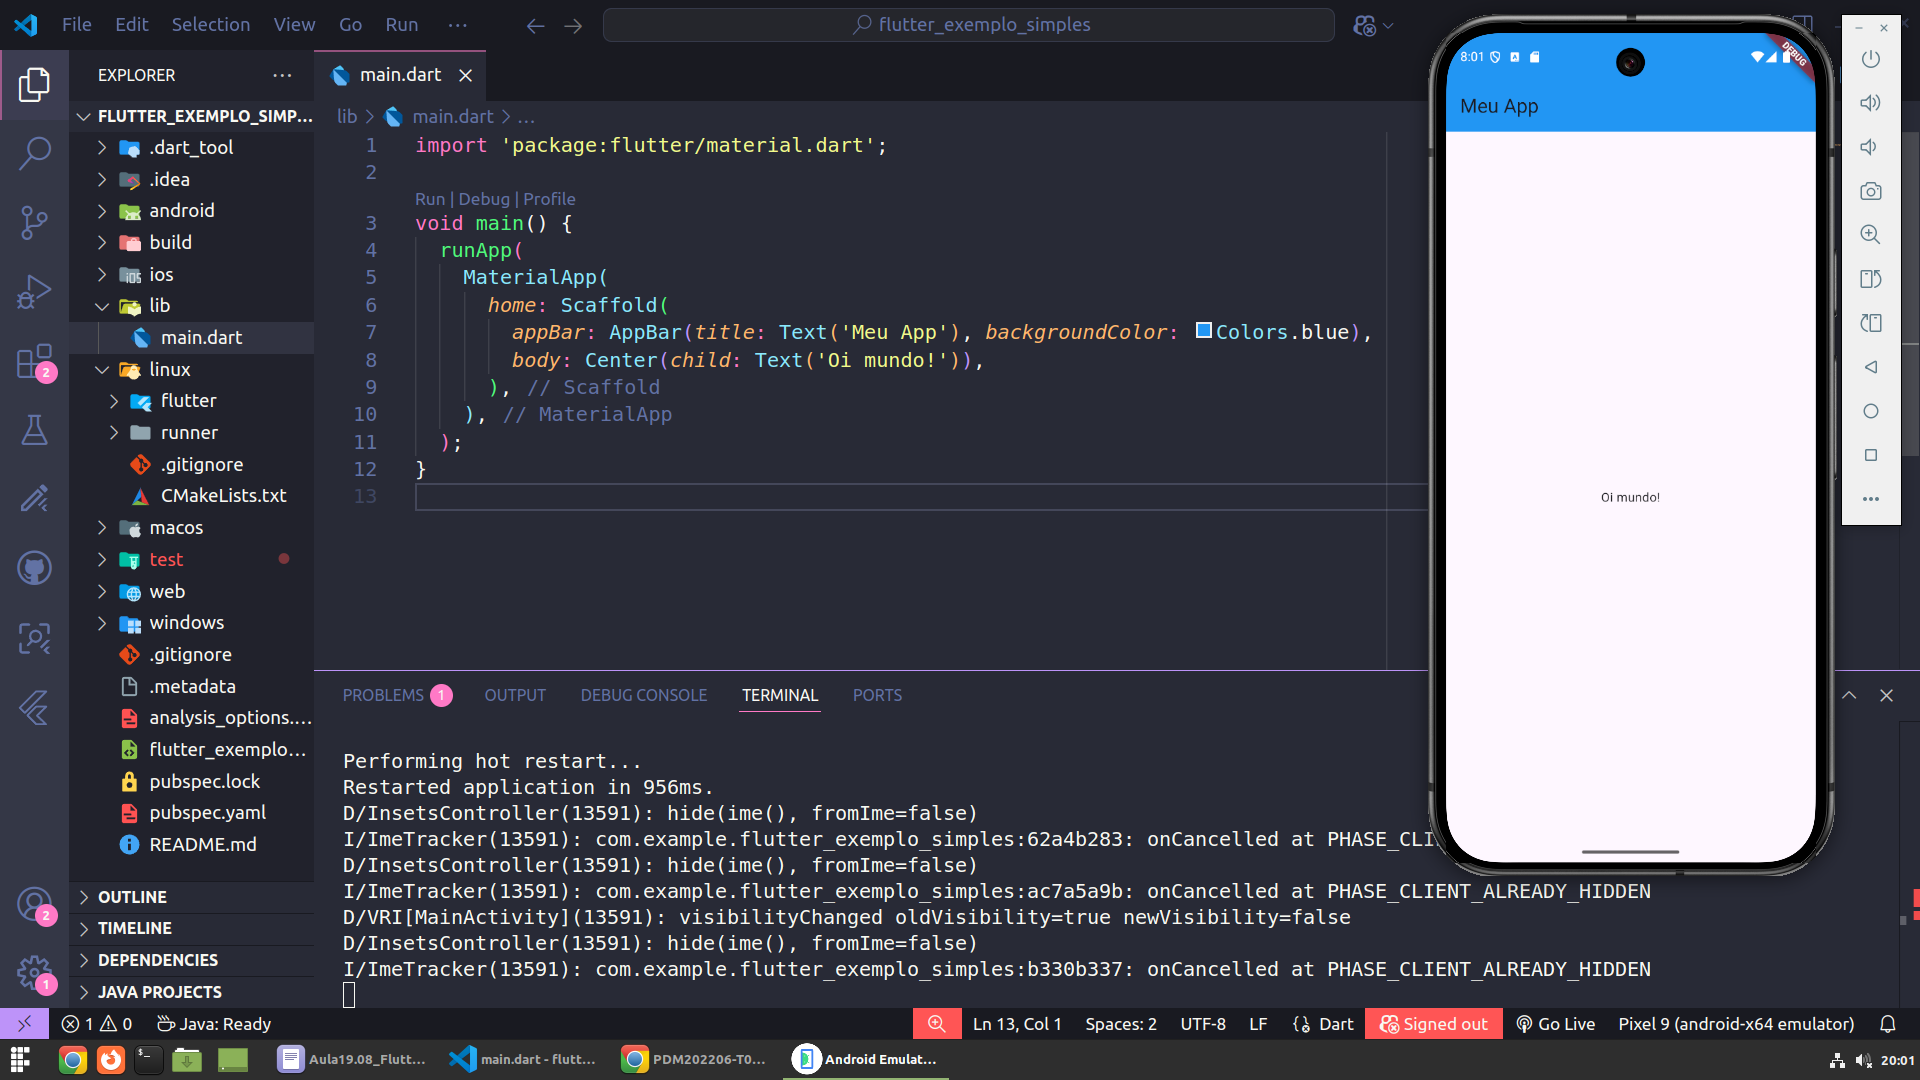 File Edit Selection View Go Run ···
flutter_exemplo_simples
EXPLORER
FLUTTER_EXEMPLO_SIMP...
.dart_tool
.idea
android
build
ios
lib
main.dart
linux
flutter
runner
.gitignore
CMakeLists.txt
macos
test
web
windows
.gitignore
.metadata
analysis_options....
flutter_exemplo...
pubspec.lock
pubspec.yaml
README.md
OUTLINE
TIMELINE
DEPENDENCIES
JAVA PROJECTS
2
2
1
main.dart
lib > main.dart > ...
1 import 'package:flutter/material.dart';
2
Run | Debug | Profile
3 void main() {
4 runApp(
5 MaterialApp(
6 home: Scaffold(
7 appBar: AppBar(title: Text('Meu App'), backgroundColor: Colors.blue),
8 body: Center(child: Text('Oi mundo!')),
9 ), // Scaffold
10 ), // MaterialApp
11 );
12 }
13
PROBLEMS 1 OUTPUT DEBUG CONSOLE TERMINAL PORTS
Performing hot restart...
Restarted application in 956ms.
D/InsetsController(13591): hide(ime(), fromIme=false)
I/ImeTracker(13591): com.example.flutter_exemplo_simples:62a4b283: onCancelled at PHASE_CLI
D/InsetsController(13591): hide(ime(), fromIme=false)
I/ImeTracker(13591): com.example.flutter_exemplo_simples:ac7a5a9b: onCancelled at PHASE_CLIENT_ALREADY_HIDDEN
D/VRI[MainActivity](13591): visibilityChanged oldVisibility=true newVisibility=false
D/InsetsController(13591): hide(ime(), fromIme=false)
I/ImeTracker(13591): com.example.flutter_exemplo_simples:b330b337: onCancelled at PHASE_CLIENT_ALREADY_HIDDEN
8:01
DEBUG
Meu App
Oi mundo!
1 0 Java: Ready
Ln 13, Col 1 Spaces: 2 UTF-8 LF {} Dart Signed out Go Live Pixel 9 (android-x64 emulator)
Aula19.08_Flutt... main.dart - flutt... PDM202206-T0... Android Emulat...
20:01